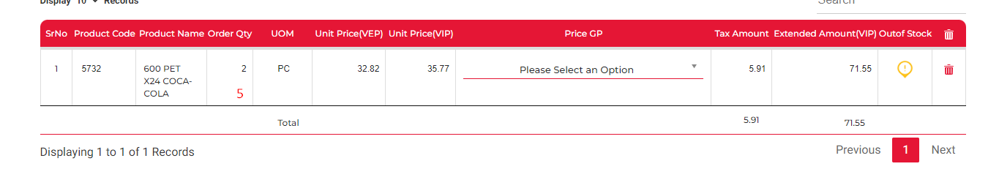 Display 10 Records
Search
SrNo Product Code Product Name Order Qty UOM Unit Price(VEP) Unit Price(VIP) Price GP Tax Amount Extended Amount(VIP) Outof Stock
1 5732 600 PET 2 PC 32.82 35.77 Please Select an Option 5.91 71.55
X24 COCA-
COLA
5
Total 5.91 71.55
Displaying 1 to 1 of 1 Records
Previous 1 Next